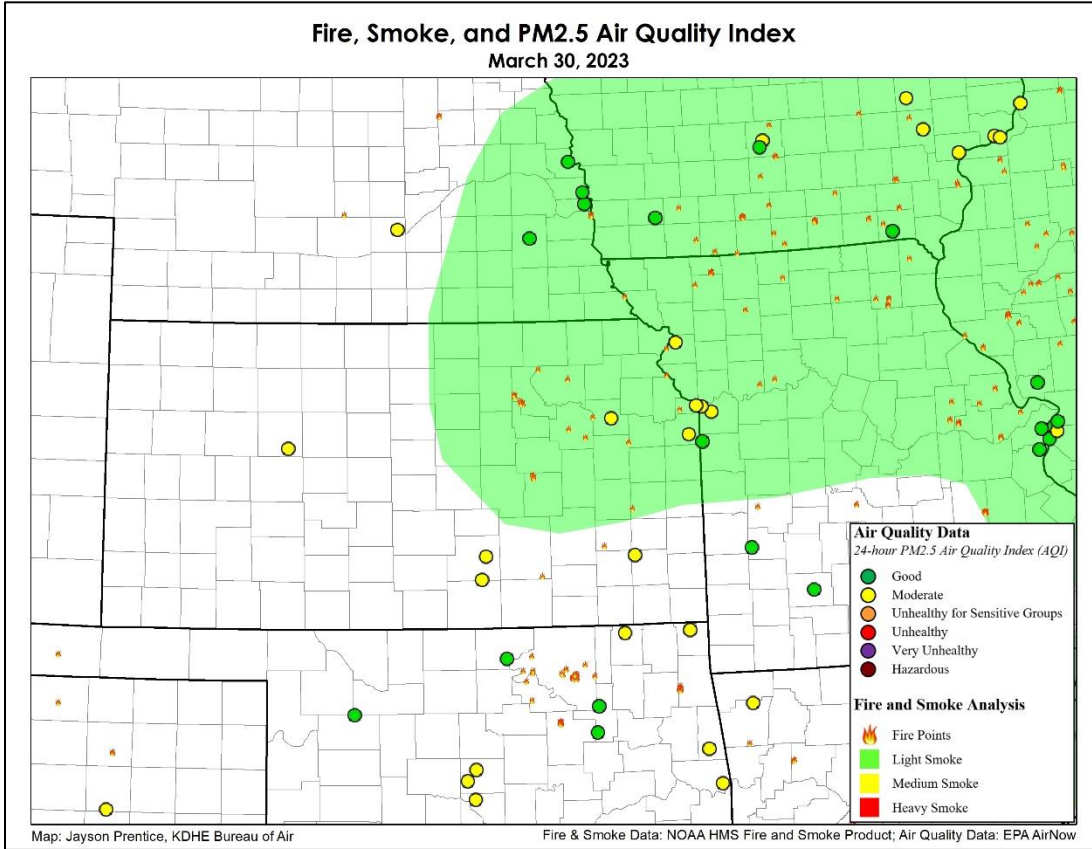 Fire, Smoke, and PM2.5 Air Quality Index
March 30, 2023
Air Quality Data
24-hour PM2.5 Air Quality Index (AQI)
Good
Moderate
Unhealthy for Sensitive Groups
Unhealthy
Very Unhealthy
Hazardous
Fire and Smoke Analysis
Fire Points
Light Smoke
Medium Smoke
Heavy Smoke
Map: Jayson Prentice, KDHE Bureau of Air
Fire & Smoke Data: NOAA HMS Fire and Smoke Product; Air Quality Data: EPA AirNow